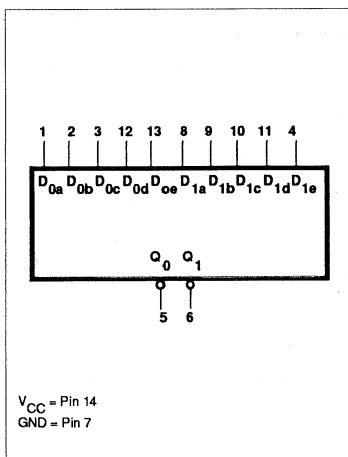 1 2 3 12 13 8 9 10 11 4
D0a D0b D0c D0d Doe D1a D1b D1c D1d D1e
Q0 Q1
5 6
VCC = Pin 14
GND = Pin 7